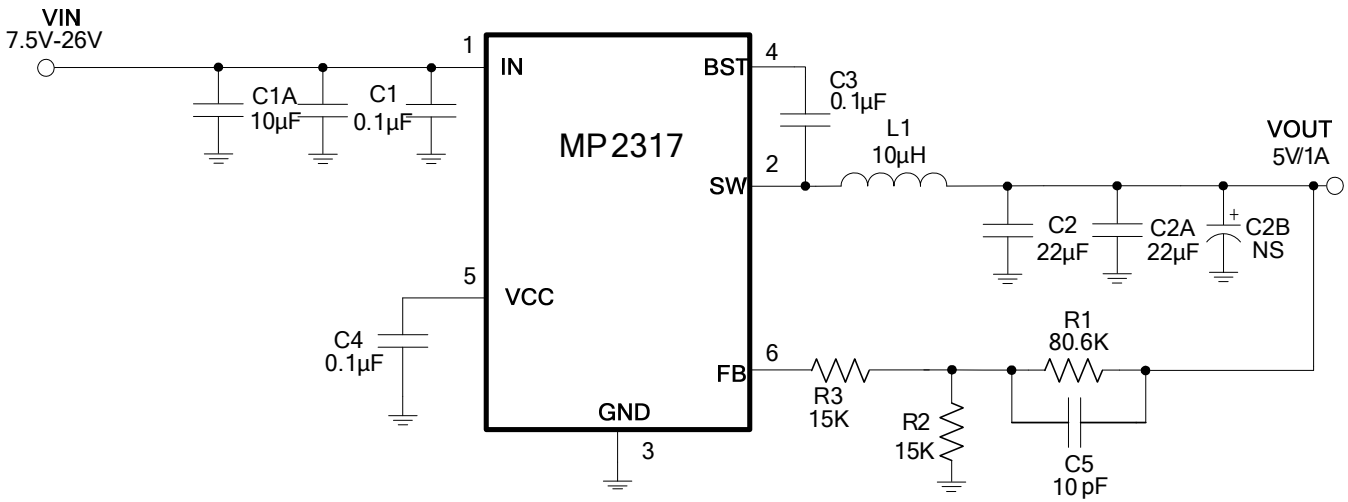 VIN
7.5V-26V
1
IN
C1A
10µF
C1
0.1µF
MP2317
BST
4
C3
0.1µF
L1
10µH
2
SW
VOUT
5V/1A
C2
22µF
C2A
22µF
+
C2B
NS
5
VCC
C4
0.1µF
FB
6
R3
15K
R2
15K
R1
80.6K
C5
10 pF
GND
3